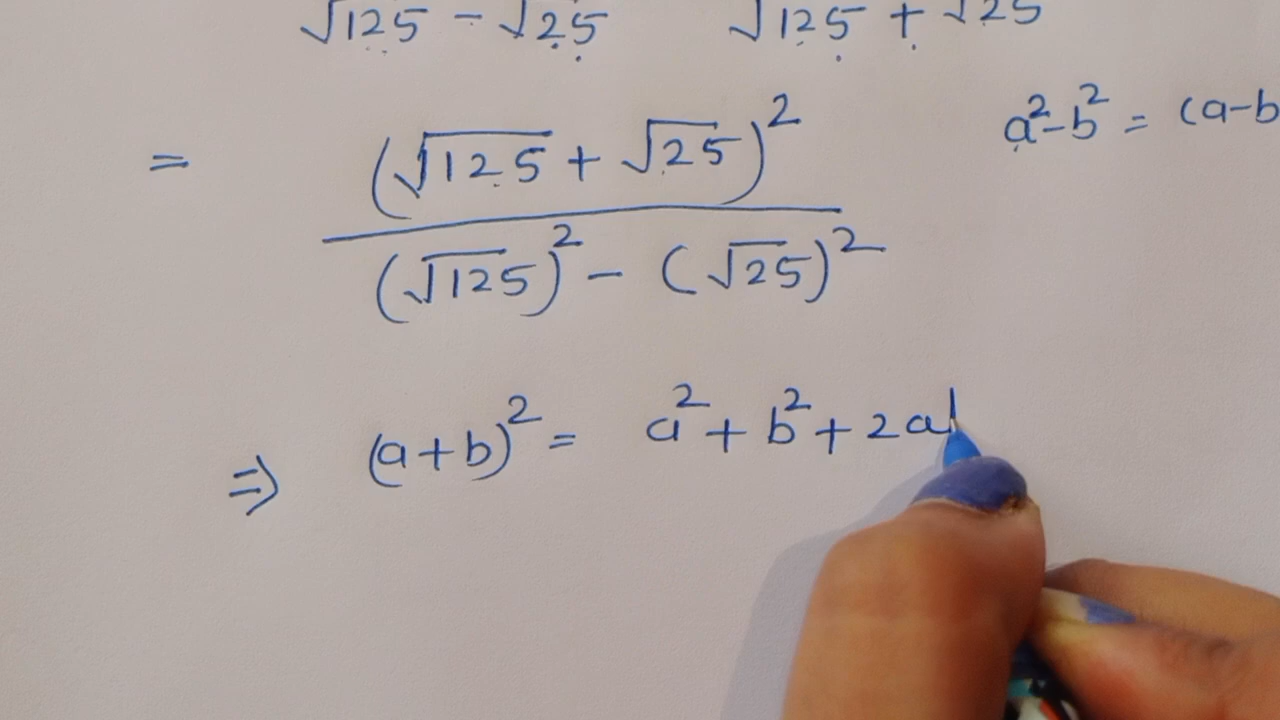 √125 - √25 √125 + √25
a² - b² = (a-b
= (√125 + √25)²
(√125)² - (√25)²
⇒ (a+b)² = a² + b² + 2a